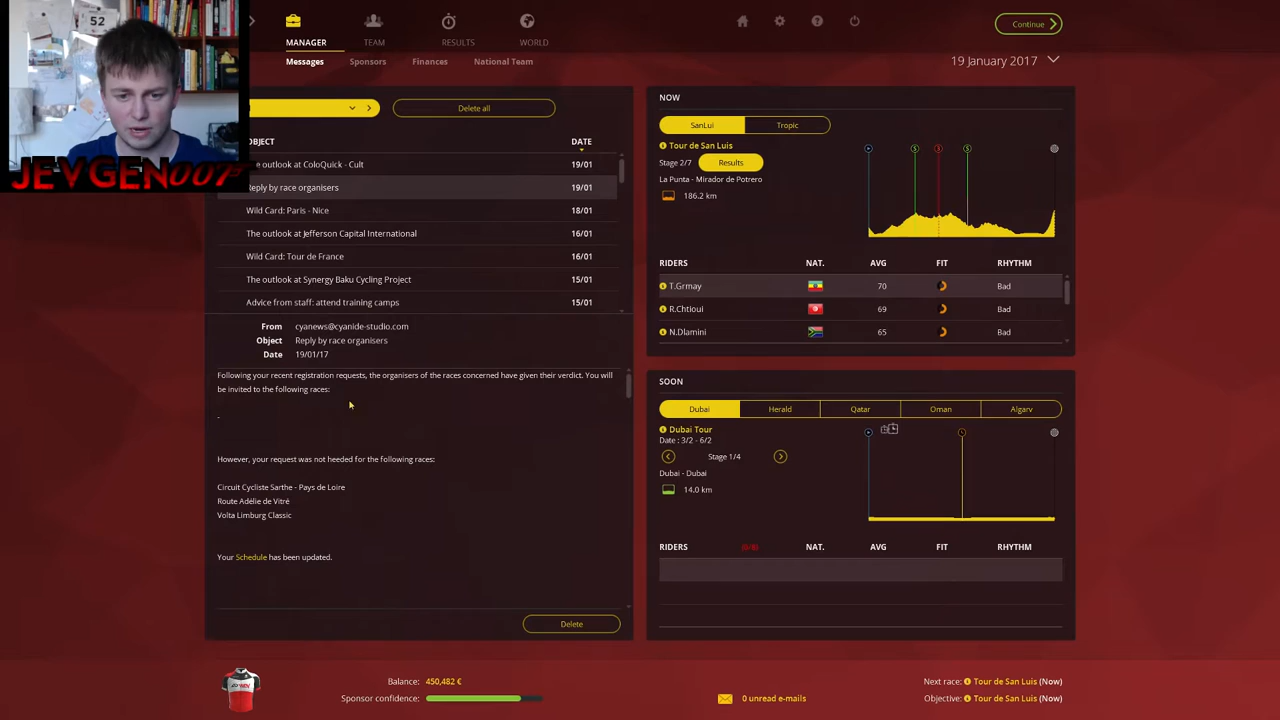 52
MANAGER
TEAM
RESULTS
WORLD
Continue
Messages
Sponsors
Finances
National Team
19 January 2017
JEVGEN007
Delete all
OBJECT
DATE
e outlook at ColoQuick - Cult
19/01
Reply by race organisers
19/01
Wild Card: Paris - Nice
18/01
The outlook at Jefferson Capital International
16/01
Wild Card: Tour de France
16/01
The outlook at Synergy Baku Cycling Project
15/01
Advice from staff: attend training camps
15/01
From cyanews@cyanide-studio.com
Object Reply by race organisers
Date 19/01/17
Following your recent registration requests, the organisers of the races concerned have given their verdict. You will
be invited to the following races:
-
However, your request was not heeded for the following races:
Circuit Cycliste Sarthe - Pays de Loire
Route Adélie de Vitré
Volta Limburg Classic
Your Schedule has been updated.
Delete
NOW
SanLui
Tropic
Tour de San Luis
Stage 2/7
Results
La Punta - Mirador de Potrero
186.2 km
RIDERS
NAT.
AVG
FIT
RHYTHM
T.Grmay
70
Bad
R.Chtioui
69
Bad
N.Dlamini
65
Bad
SOON
Dubai
Herald
Qatar
Oman
Algarv
Dubai Tour
Date : 3/2 - 6/2
Stage 1/4
Dubai - Dubai
14.0 km
RIDERS
(0/8)
NAT.
AVG
FIT
RHYTHM
Balance: 450,482 €
Sponsor confidence:
0 unread e-mails
Next race: Tour de San Luis (Now)
Objective: Tour de San Luis (Now)